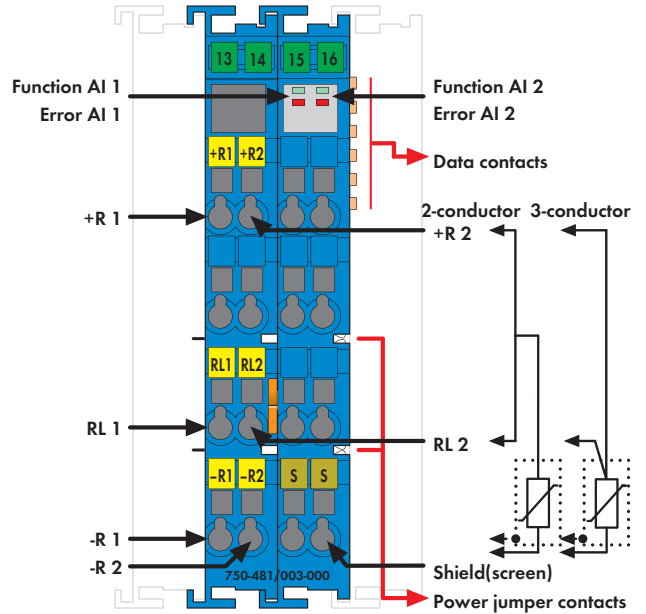 13 14 15 16
Function AI 1
Error AI 1
Function AI 2
Error AI 2
+R1 +R2
Data contacts
2-conductor 3-conductor
+R 1
+R 2
RL1 RL2
RL 1
RL 2
–R1 –R2 S S
-R 1
-R 2
750-481/003-000
Shield(screen)
Power jumper contacts